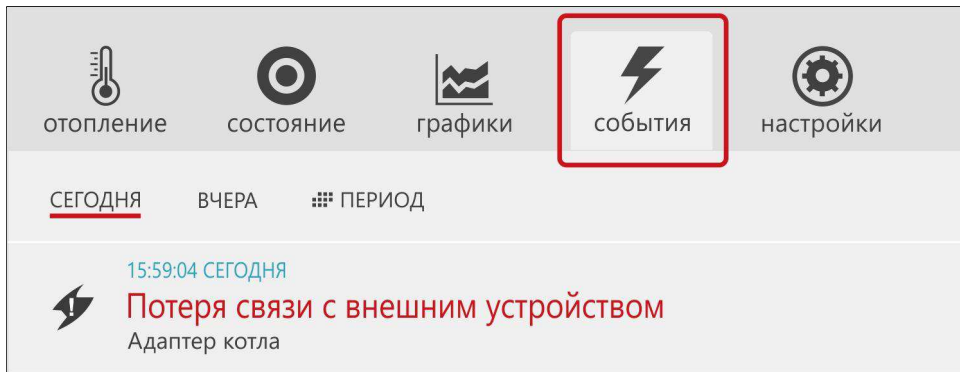 отопление состояние графики события настройки
СЕГОДНЯ ВЧЕРА ПЕРИОД
15:59:04 СЕГОДНЯ
Потеря связи с внешним устройством
Адаптер котла